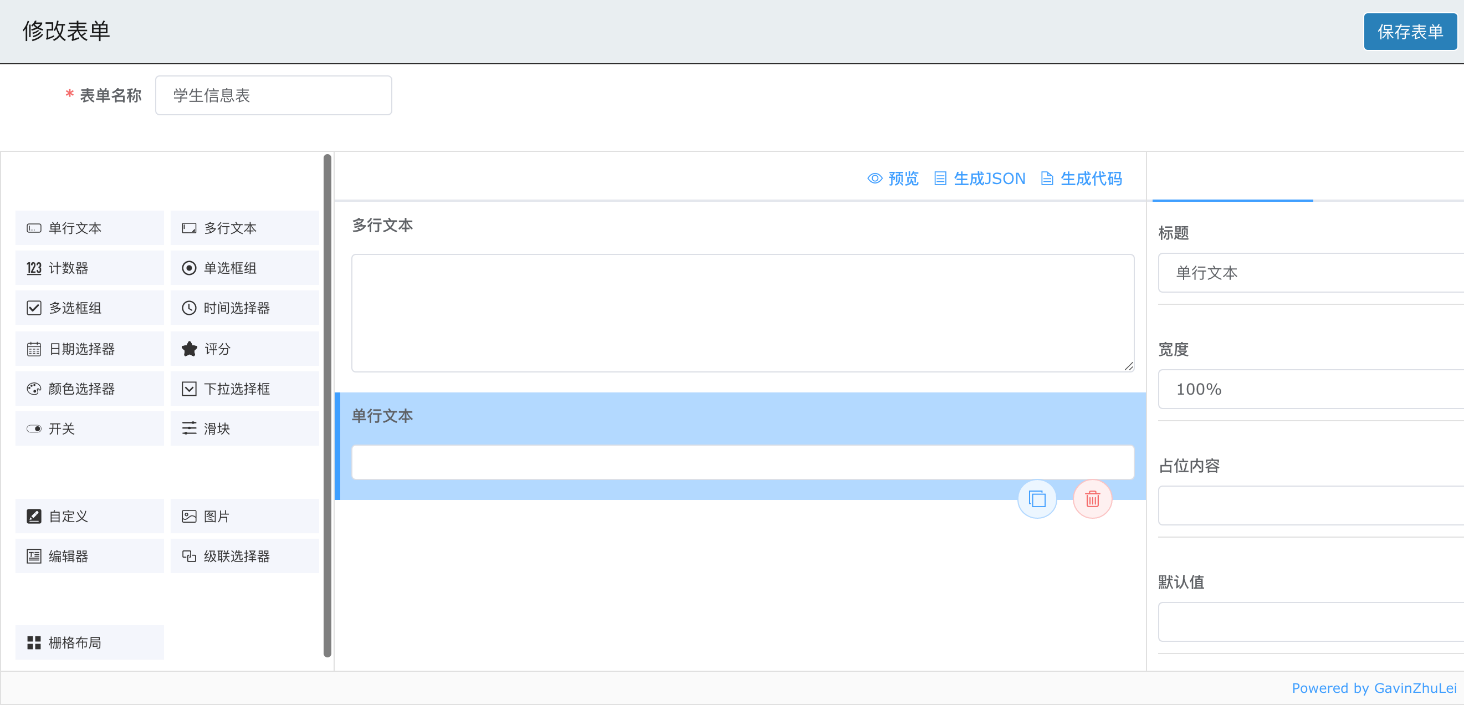 修改表单
保存表单
* 表单名称
学生信息表
单行文本
多行文本
123 计数器
单选框组
多选框组
时间选择器
日期选择器
评分
颜色选择器
下拉选择框
开关
滑块
自定义
图片
编辑器
级联选择器
栅格布局
预览 生成JSON 生成代码
多行文本
单行文本
标题
单行文本
宽度
100%
占位内容
默认值
Powered by GavinZhuLei